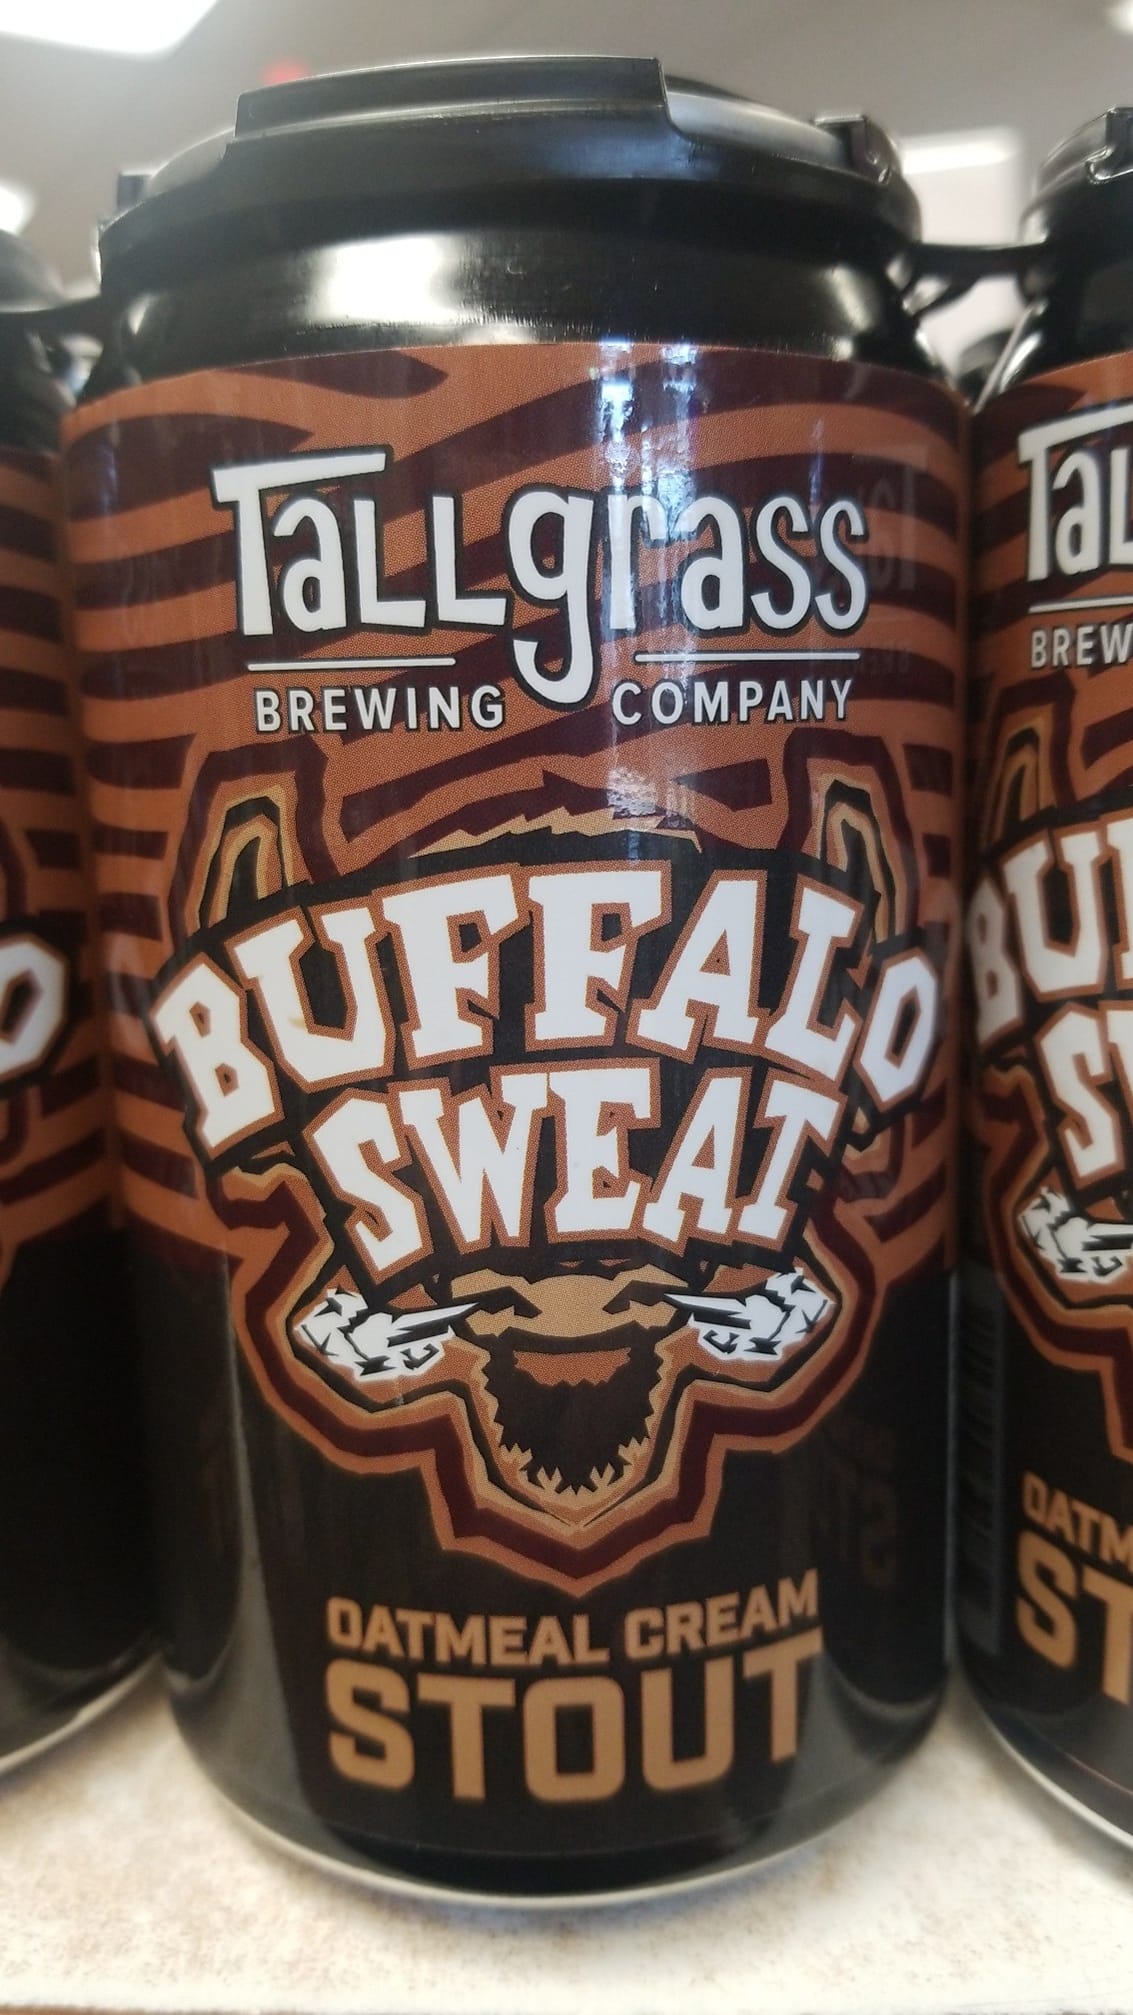 Tallgrass
BREWING COMPANY
BUFFALO
SWEAT
OATMEAL CREAM
STOUT